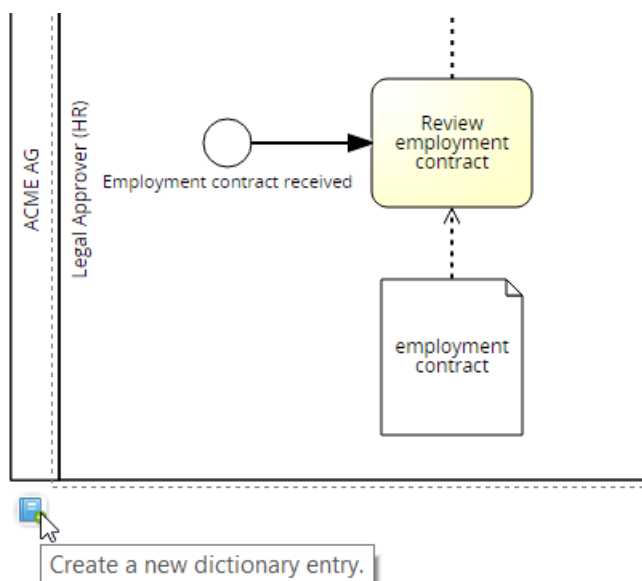 ACME AG
Legal Approver (HR)
Employment contract received
Review
employment
contract
employment
contract
Create a new dictionary entry.